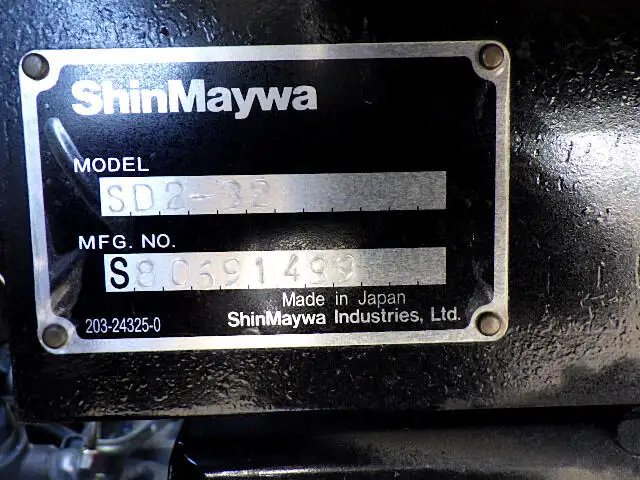 ShinMaywa
MODEL
SD2-32
MFG. NO.
S80691499
Made in Japan
203-24325-0
ShinMaywa Industries, Ltd.